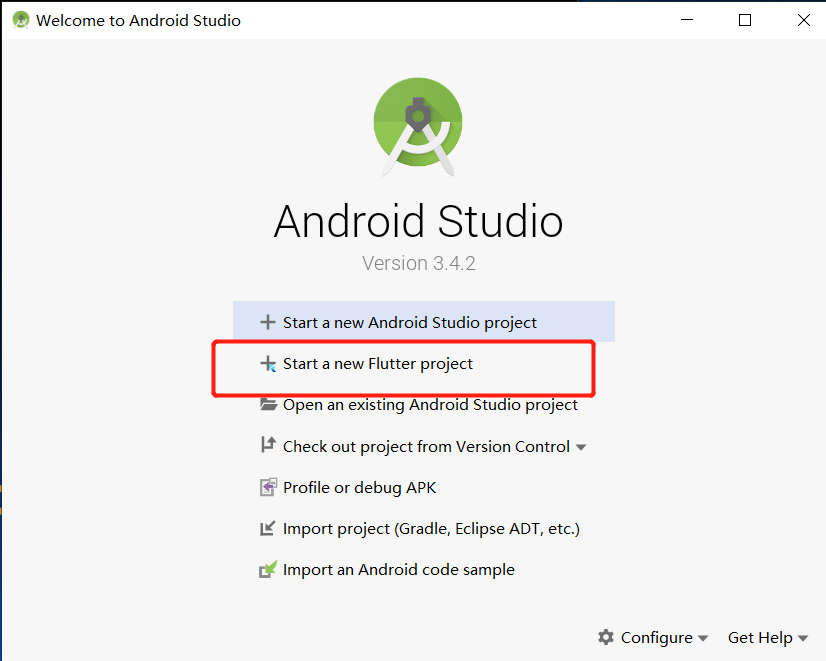 Welcome to Android Studio
Android Studio
Version 3.4.2
Start a new Android Studio project
Start a new Flutter project
Open an existing Android Studio project
Check out project from Version Control
Profile or debug APK
Import project (Gradle, Eclipse ADT, etc.)
Import an Android code sample
Configure Get Help